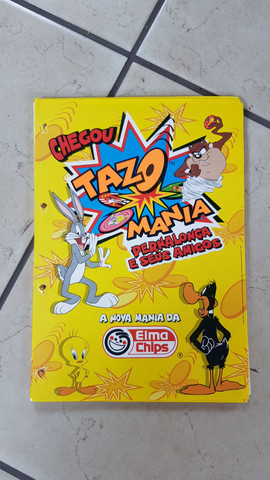 CHEGOU
TAZO
MANIA
PERNALONGA
E SEUS AMIGOS
A NOVA MANIA DA
Elma
Chips